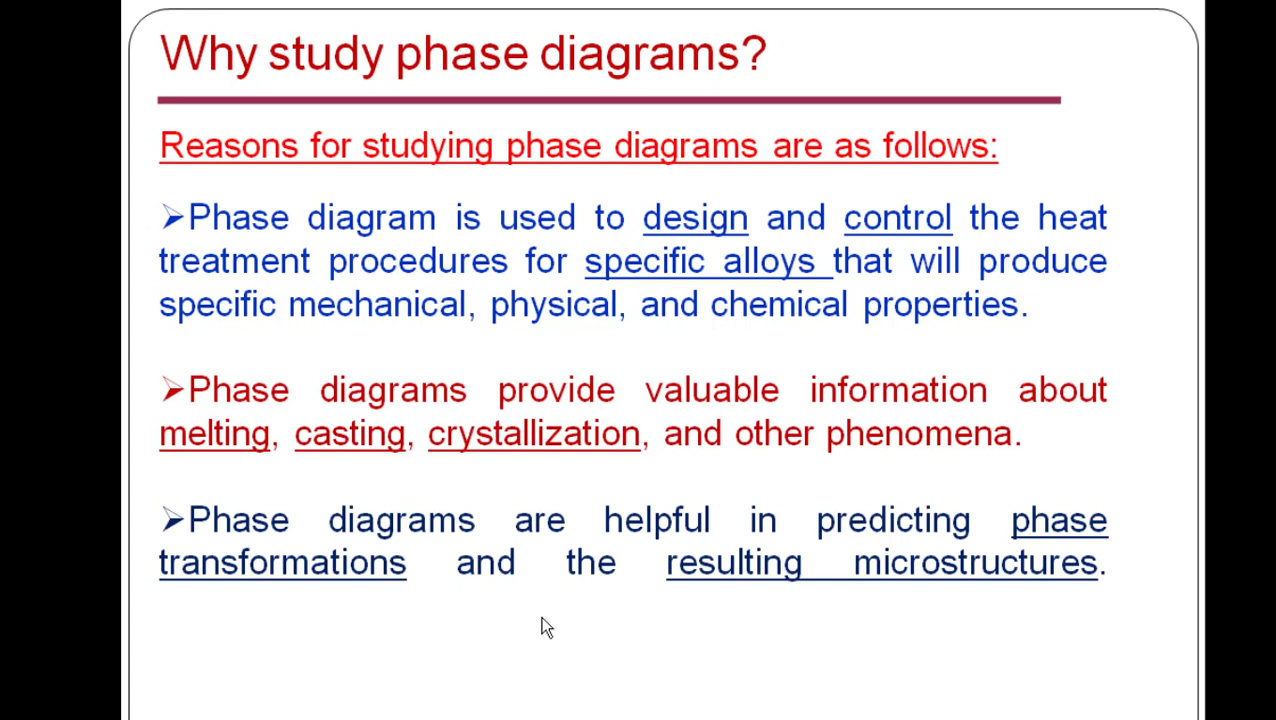 Why study phase diagrams?
Reasons for studying phase diagrams are as follows:
➢Phase diagram is used to design and control the heat
treatment procedures for specific alloys that will produce
specific mechanical, physical, and chemical properties.
➢Phase diagrams provide valuable information about
melting, casting, crystallization, and other phenomena.
➢Phase diagrams are helpful in predicting phase
transformations and the resulting microstructures.